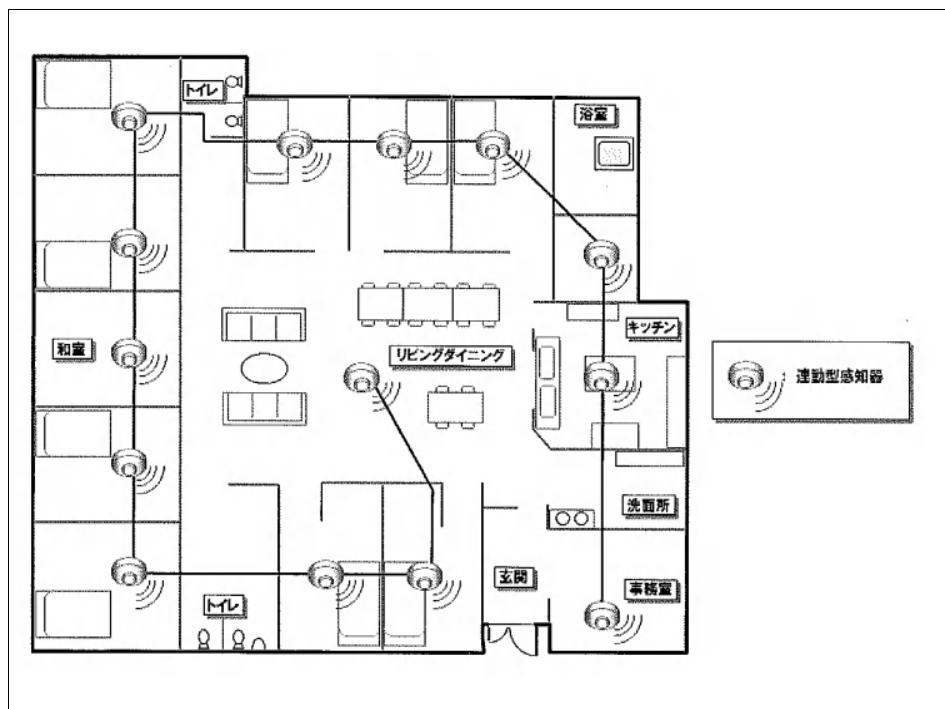 トイレ
浴室
キッチン
和室
リビングダイニング
連動型感知器
洗面所
玄関
事務室
トイレ